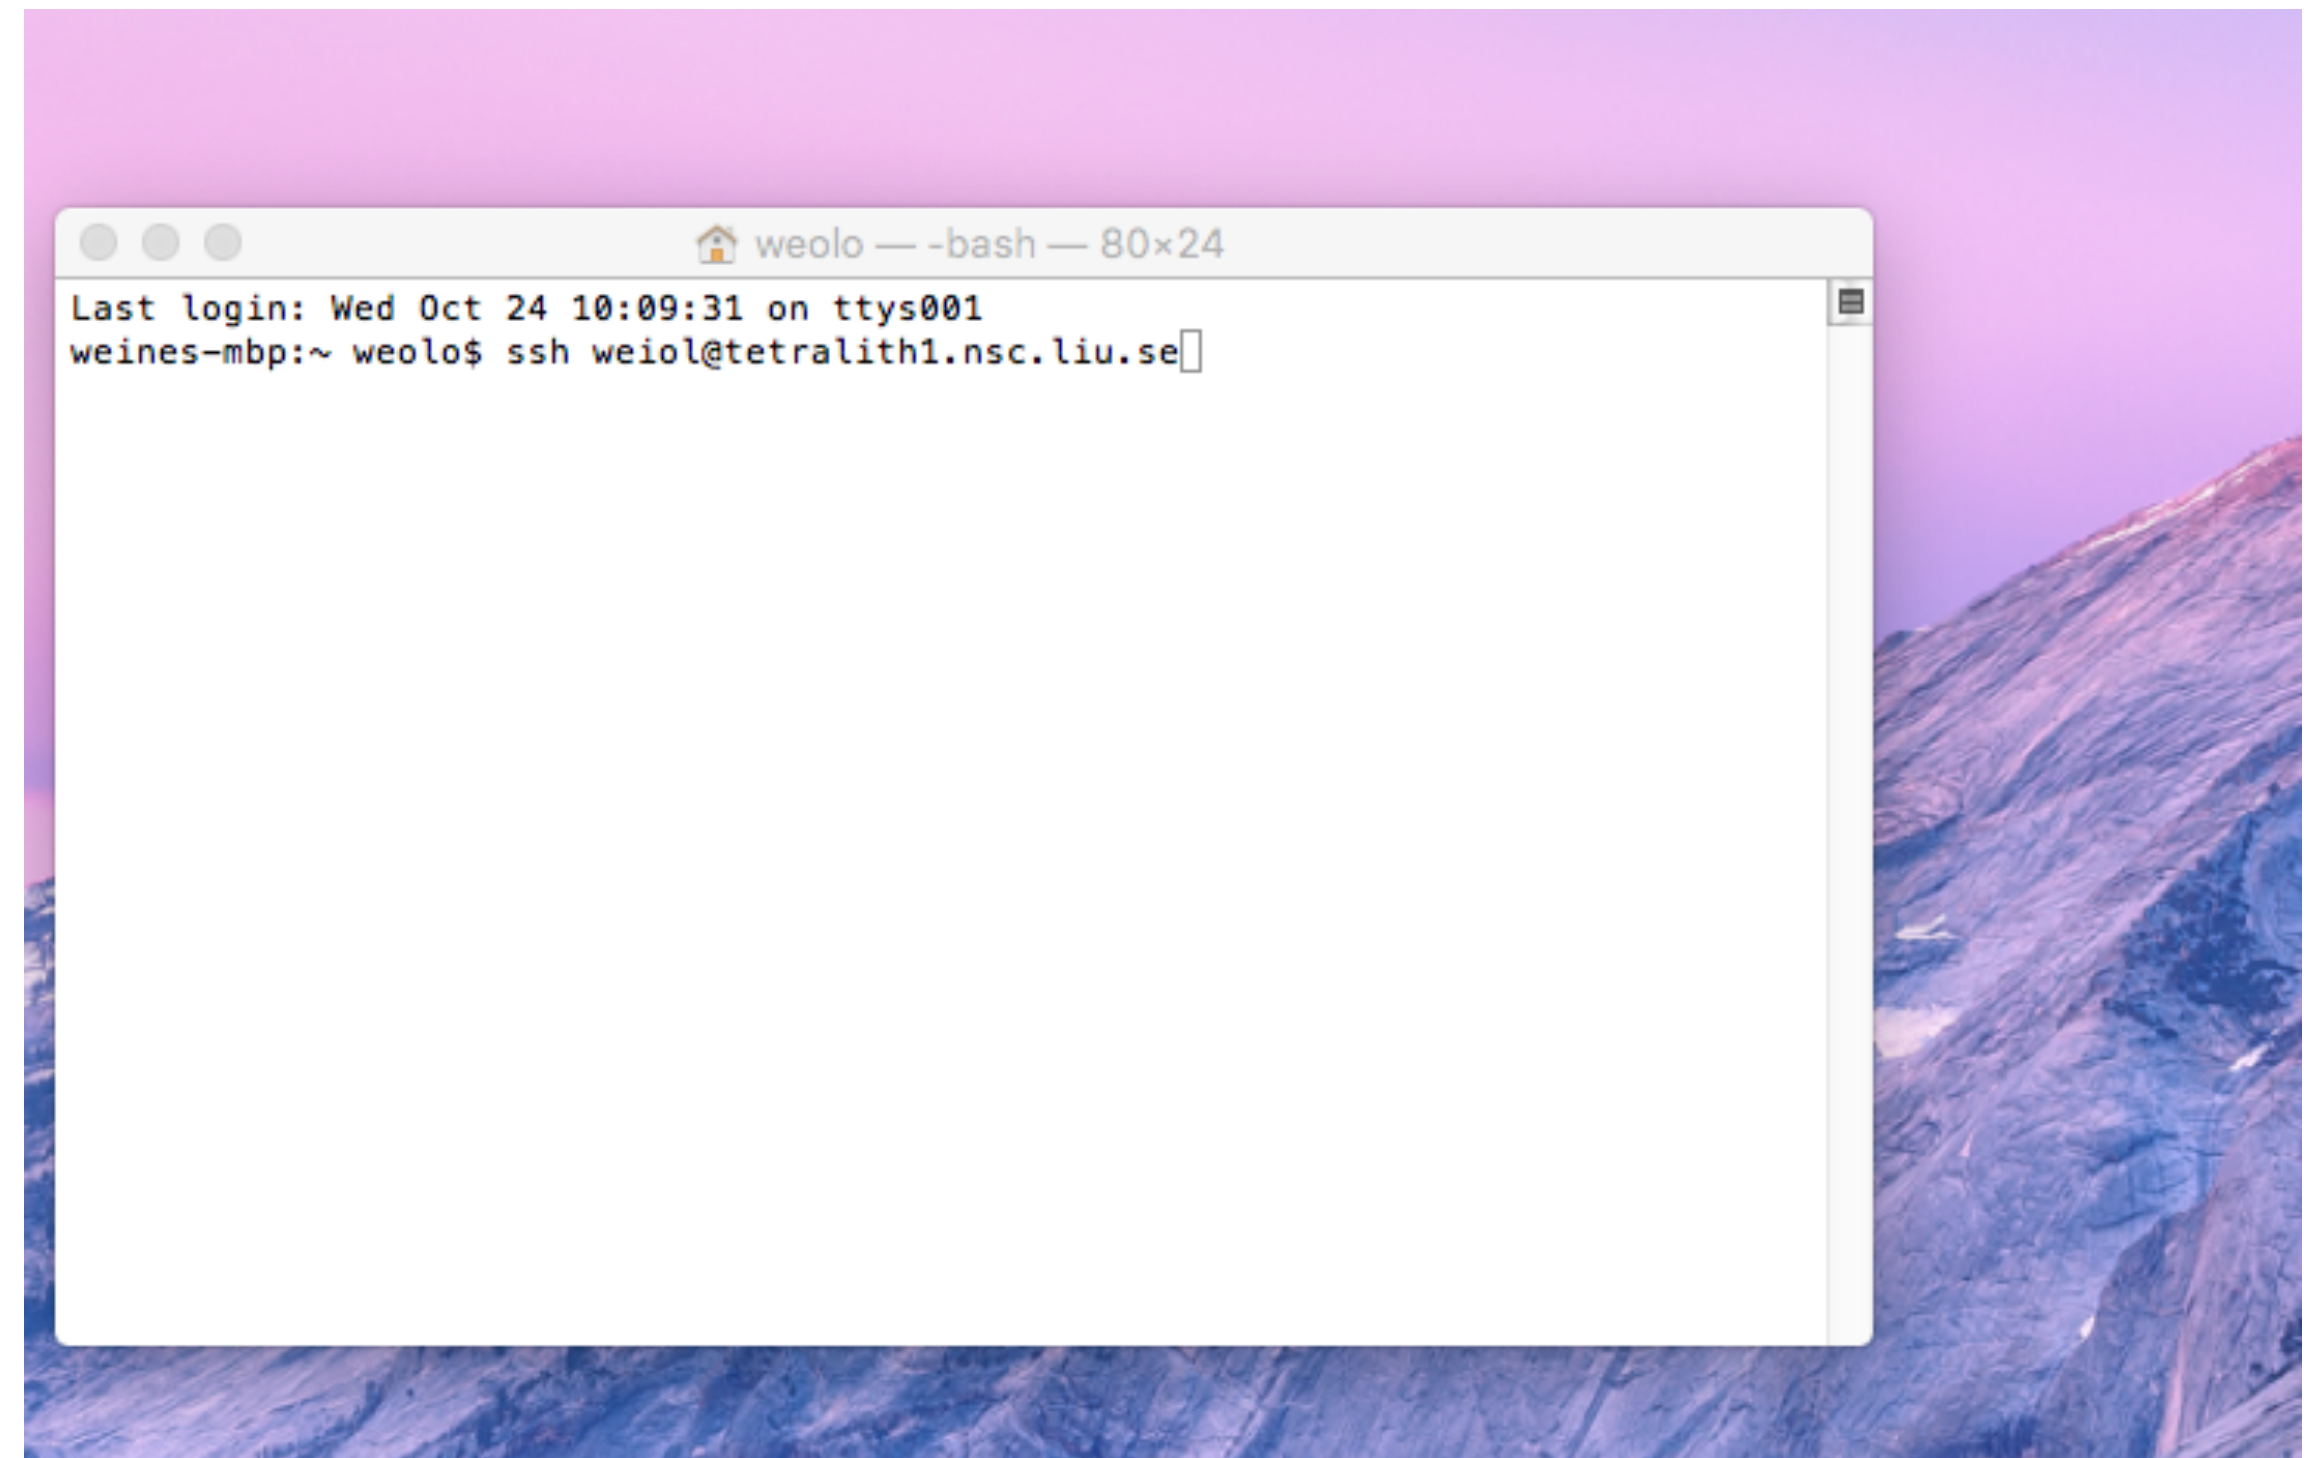 weolo — -bash — 80×24
Last login: Wed Oct 24 10:09:31 on ttys001
weines-mbp:~ weolo$ ssh weiol@tetralith1.nsc.liu.se